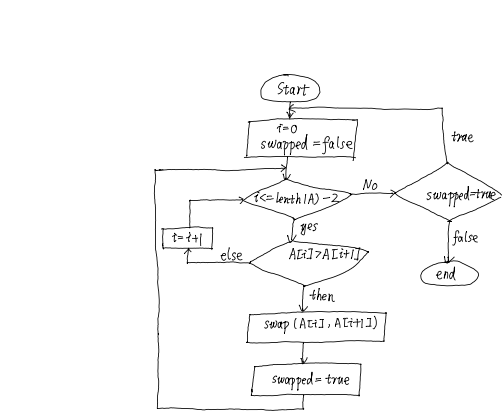 Start
i=0
swapped=false
i<=lenth(A)-2
No
swapped=true
true
false
end
yes
A[i]>A[i+1]
else
i=i+1
then
swap(A[i],A[i+1])
swapped=true